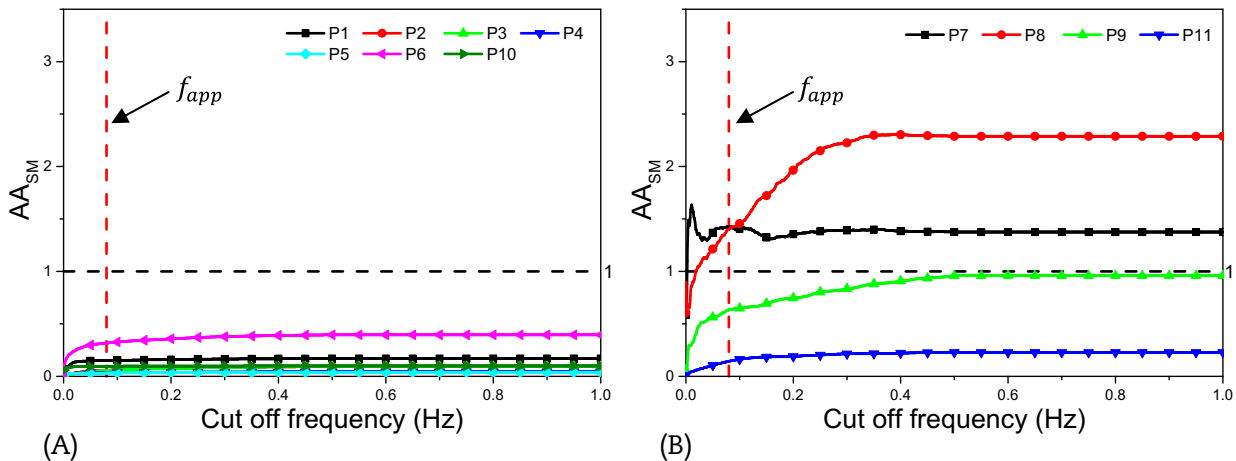 P1 P2 P3 P4
P5 P6 P10
f_app
3
2
1
0
1
AA_SM
0.0 0.2 0.4 0.6 0.8 1.0
Cut off frequency (Hz)
(A)
P7 P8 P9 P11
f_app
3
2
1
0
1
AA_SM
0.0 0.2 0.4 0.6 0.8 1.0
Cut off frequency (Hz)
(B)